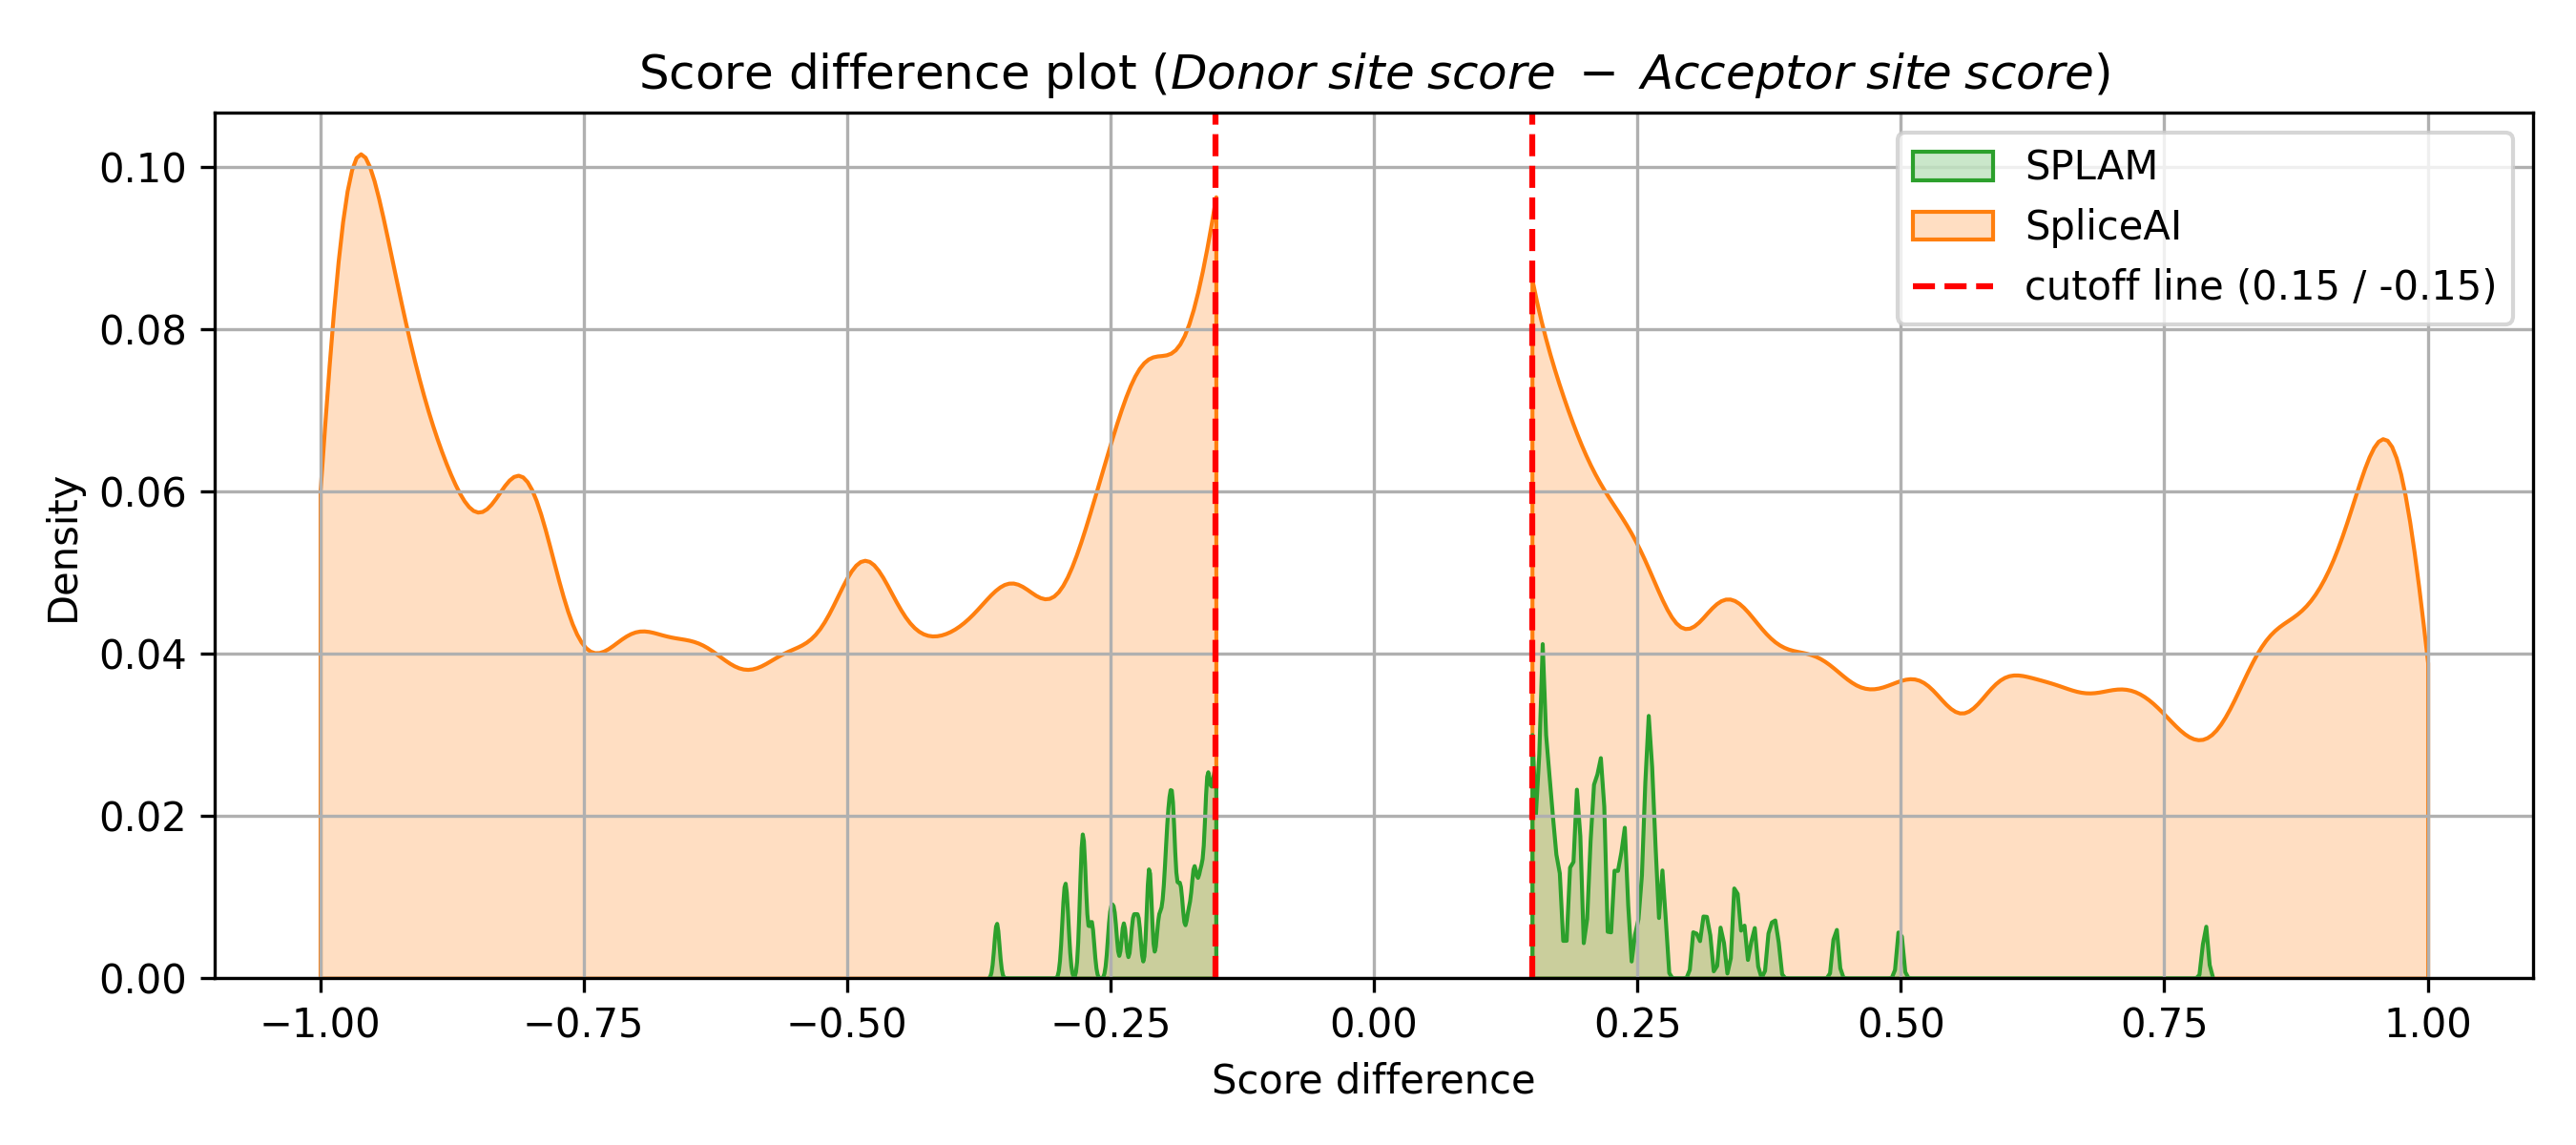 Score difference plot (Donor site score − Acceptor site score)
SPLAM
SpliceAI
cutoff line (0.15 / -0.15)
Density
0.10
0.08
0.06
0.04
0.02
0.00
−1.00 −0.75 −0.50 −0.25 0.00 0.25 0.50 0.75 1.00
Score difference